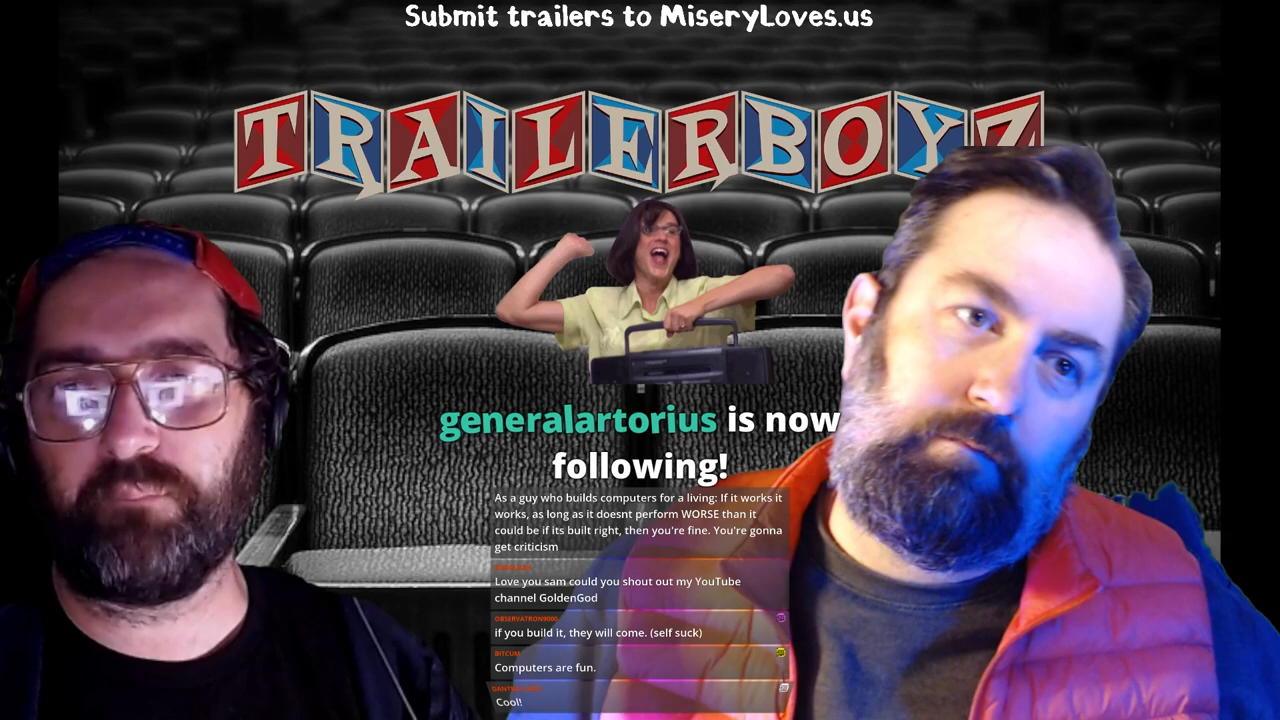 Submit trailers to MiseryLoves.us
TRAILERBOYZ
generalartorius is now
following!
As a guy who builds computers for a living: If it works it
works, as long as it doesnt perform WORSE than it
could be if its built right, then you're fine. You're gonna
get criticism
Love you sam could you shout out my YouTube
channel GoldenGod
OBSERVATRON9000
if you build it, they will come. (self suck)
BITCUM
Computers are fun.
Cool!